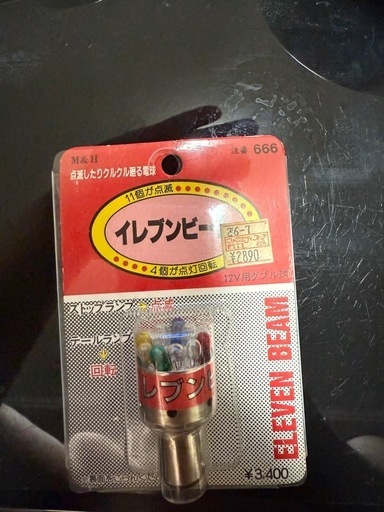 M&H
注番 666
点滅したりクルクル廻る電球
11個が点滅
イレブンビー
4個が点灯回転
26-7
¥2890
12V用ダブル球
ストップランプ→点滅
テールランプ
↓
回転
レブン
ELEVEN BEAM
¥3,400